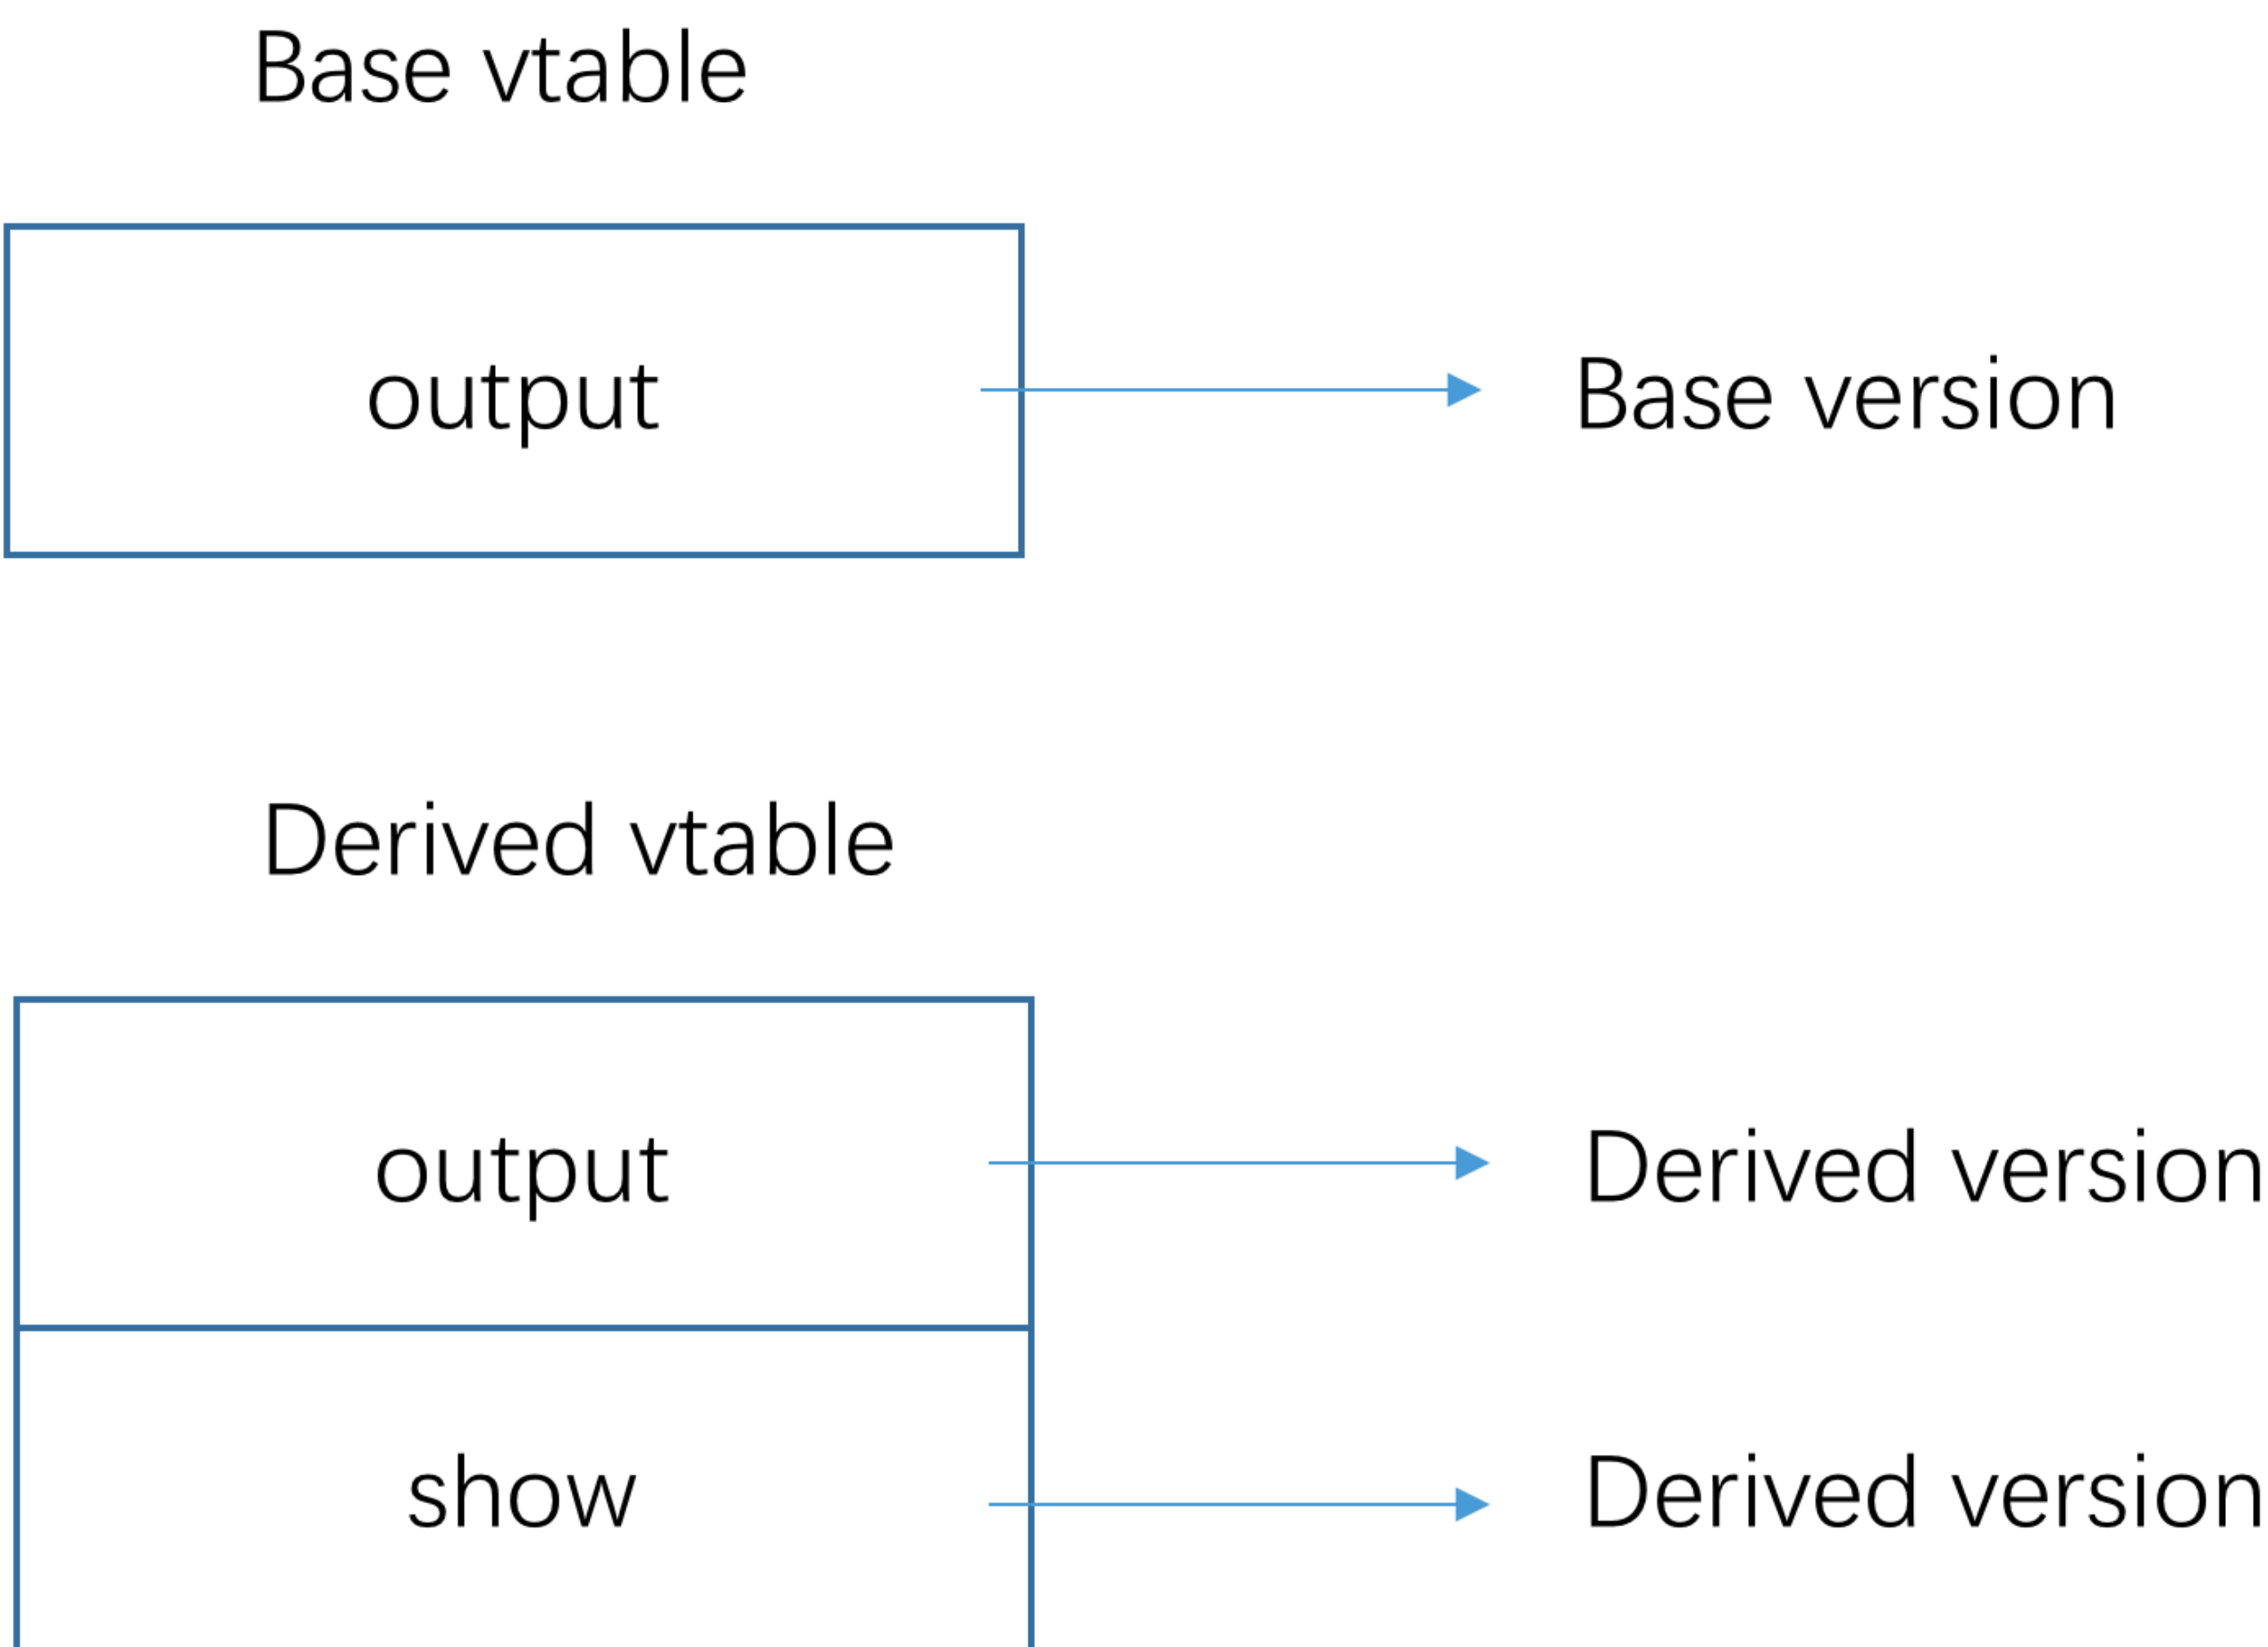 Base vtable
output
Base version
Derived vtable
output
Derived version
show
Derived version